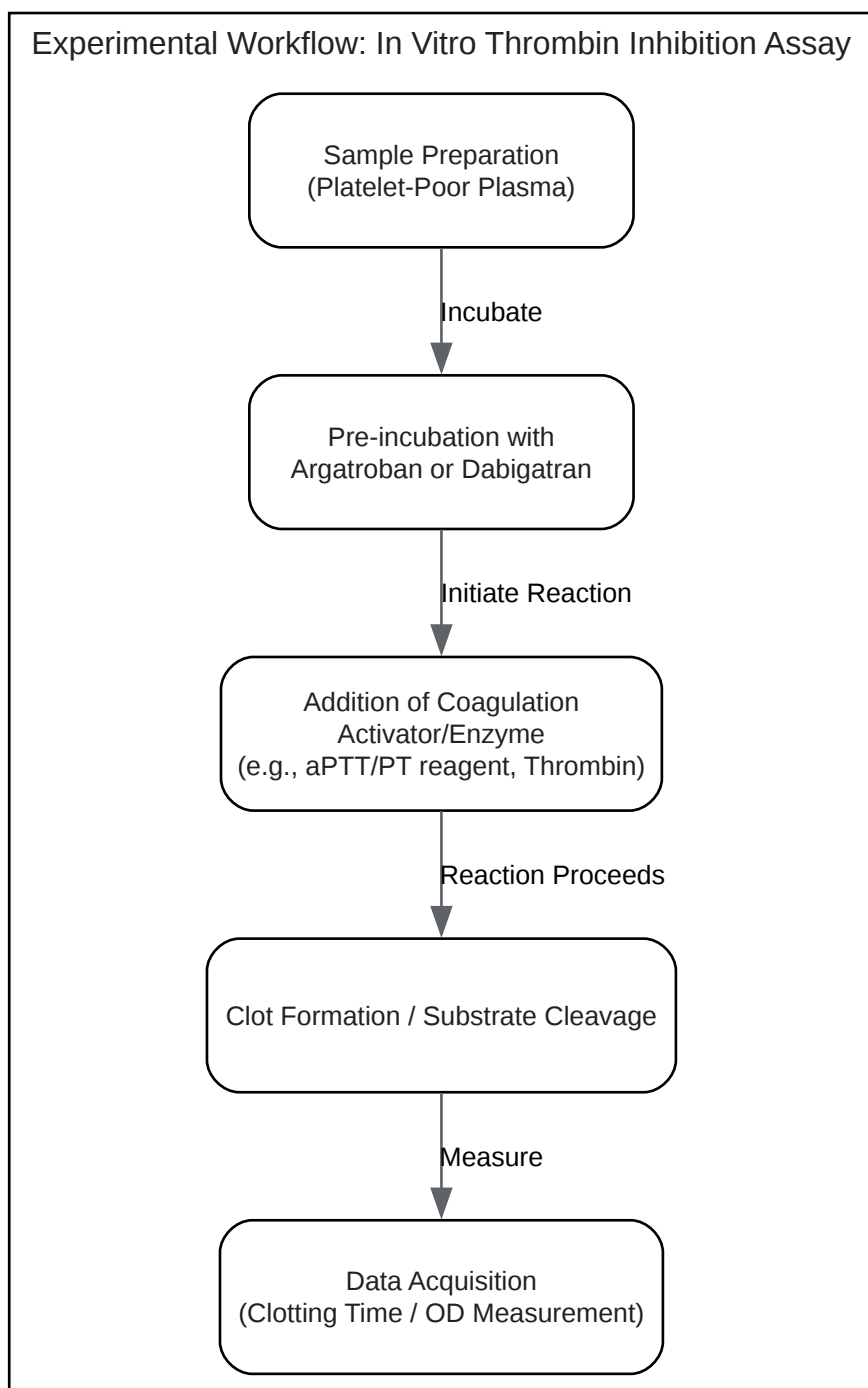 Experimental Workflow: In Vitro Thrombin Inhibition Assay
Sample Preparation
(Platelet-Poor Plasma)
Incubate
Pre-incubation with
Argatroban or Dabigatran
Initiate Reaction
Addition of Coagulation
Activator/Enzyme
(e.g., aPTT/PT reagent, Thrombin)
Reaction Proceeds
Clot Formation / Substrate Cleavage
Measure
Data Acquisition
(Clotting Time / OD Measurement)